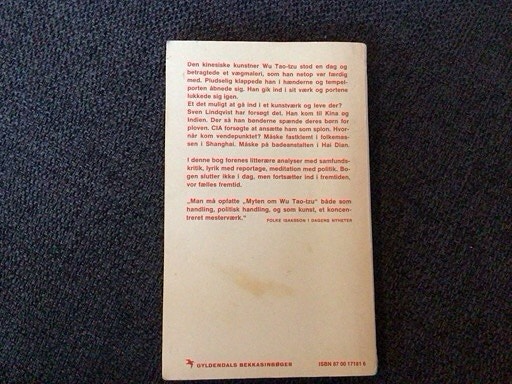 Den kinesiske kunstner Wu Tao-tzu stod en dag og
betragtede et vægmaleri, som han netop var færdig
med. Pludselig klappede han i hænderne og tempel-
porten åbnede sig. Han gik ind i sit værk og portene
lukkede sig igen.
Et det muligt at gå ind i et kunstværk og leve der?
Sven Lindqvist har forsøgt det. Han kom til Kina og
Indien. Der så han bønderne spænde deres børn for
ploven. CIA forsøgte at ansætte ham som spion. Hvor-
når kom vendepunktet? Måske fastklemt i folkemas-
sen i Shanghai. Måske på badeanstalten i Hai Dian.
I denne bog forenes litterære analyser med samfunds-
kritik, lyrik med reportage, meditation med politik. Bo-
gen slutter ikke i dag, men fortsætter ind i fremtiden,
vor fælles fremtid.
„Man må opfatte „Myten om Wu Tao-tzu" både som
handling, politisk handling, og som kunst, et koncen-
treret mesterværk."
FOLKE ISAKSSON I DAGENS NYHETER
GYLDENDALS BEKKASINBØGER
ISBN 87 00 17181 6